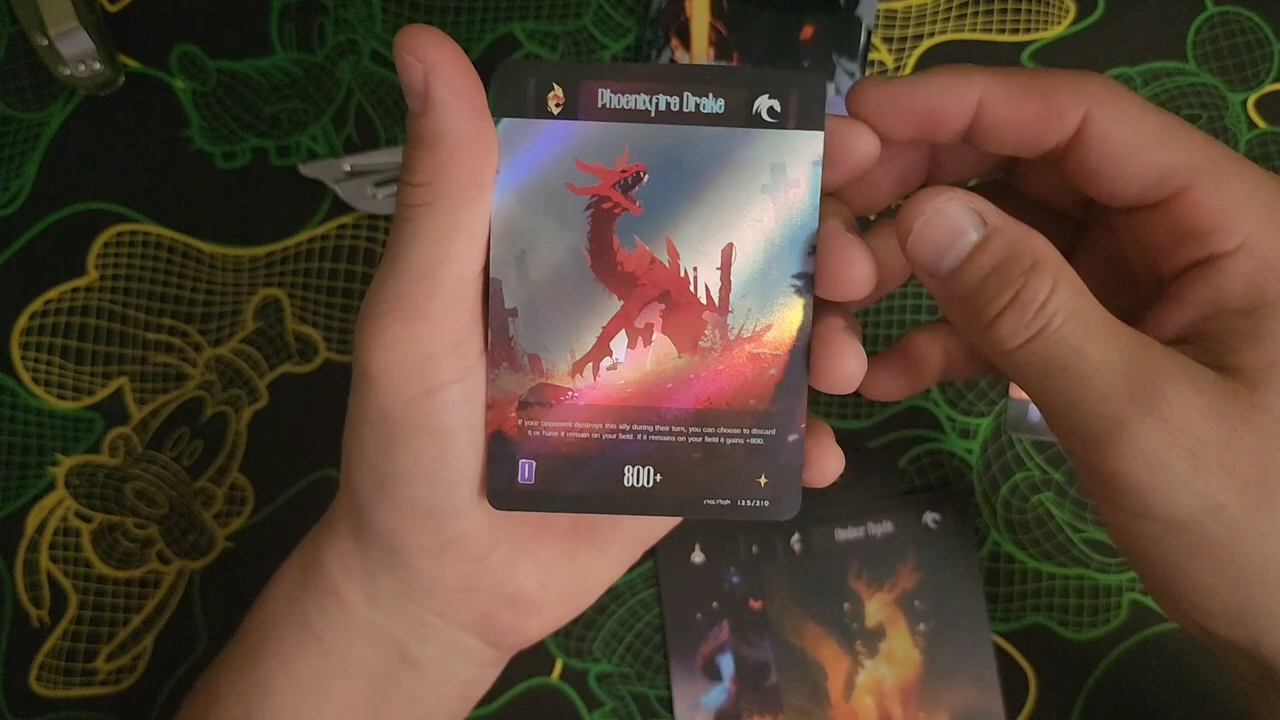 Phoenixfire Drake
If your opponent destroys this ally during their turn, you can choose to discard
it or have it remain on your field. If it remains on your field it gains +800.
I
800+
123/210